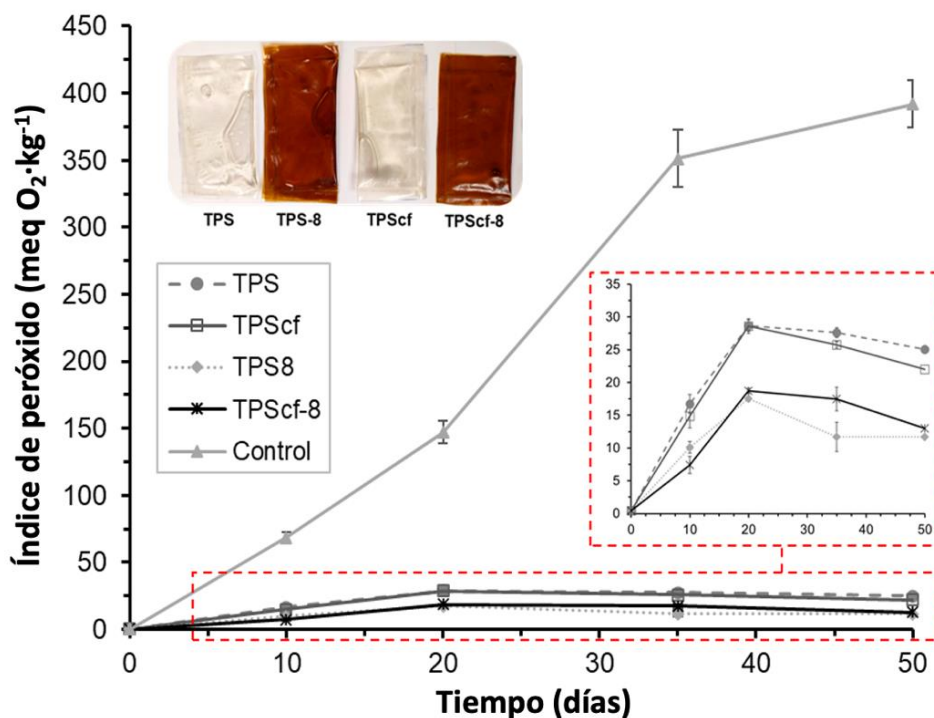 Índice de peróxido (meq O₂·kg⁻¹)
450
400
350
300
250
200
150
100
50
0
TPS TPS-8 TPScf TPScf-8
TPS
TPScf
TPS8
TPScf-8
Control
35
30
25
20
15
10
5
0
0 10 20 30 40 50
0 10 20 30 40 50
Tiempo (días)